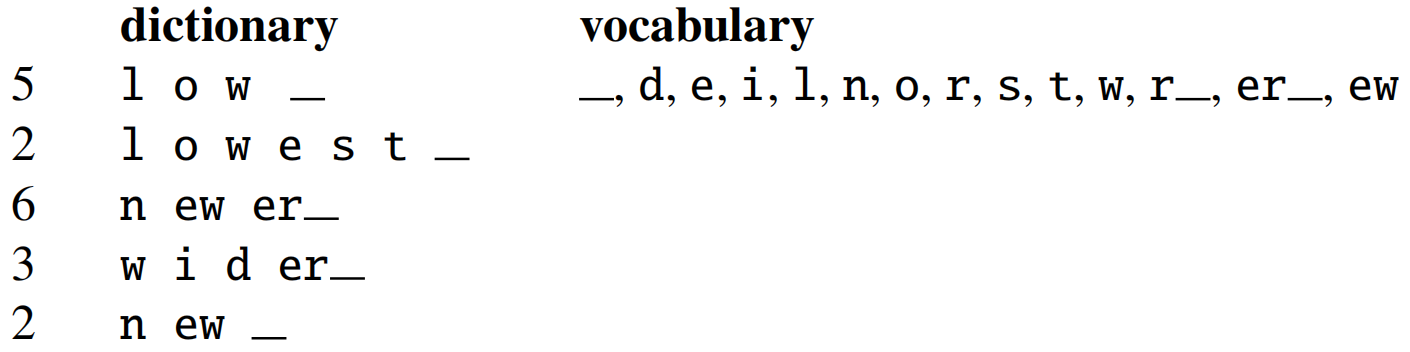 dictionary vocabulary
5 l o w _ _, d, e, i, l, n, o, r, s, t, w, r_, er_, ew
2 l o w e s t _
6 n ew er_
3 w i d er_
2 n ew _